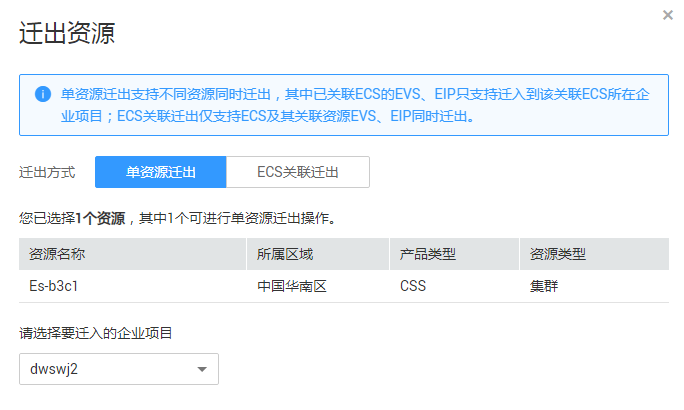 迁出资源
单资源迁出支持不同资源同时迁出，其中已关联ECS的EVS、EIP只支持迁入到该关联ECS所在企
业项目；ECS关联迁出仅支持ECS及其关联资源EVS、EIP同时迁出。
迁出方式 单资源迁出 ECS关联迁出
您已选择1个资源，其中1个可进行单资源迁出操作。
资源名称 所属区域 产品类型 资源类型
Es-b3c1 中国华南区 CSS 集群
请选择要迁入的企业项目
dwswj2